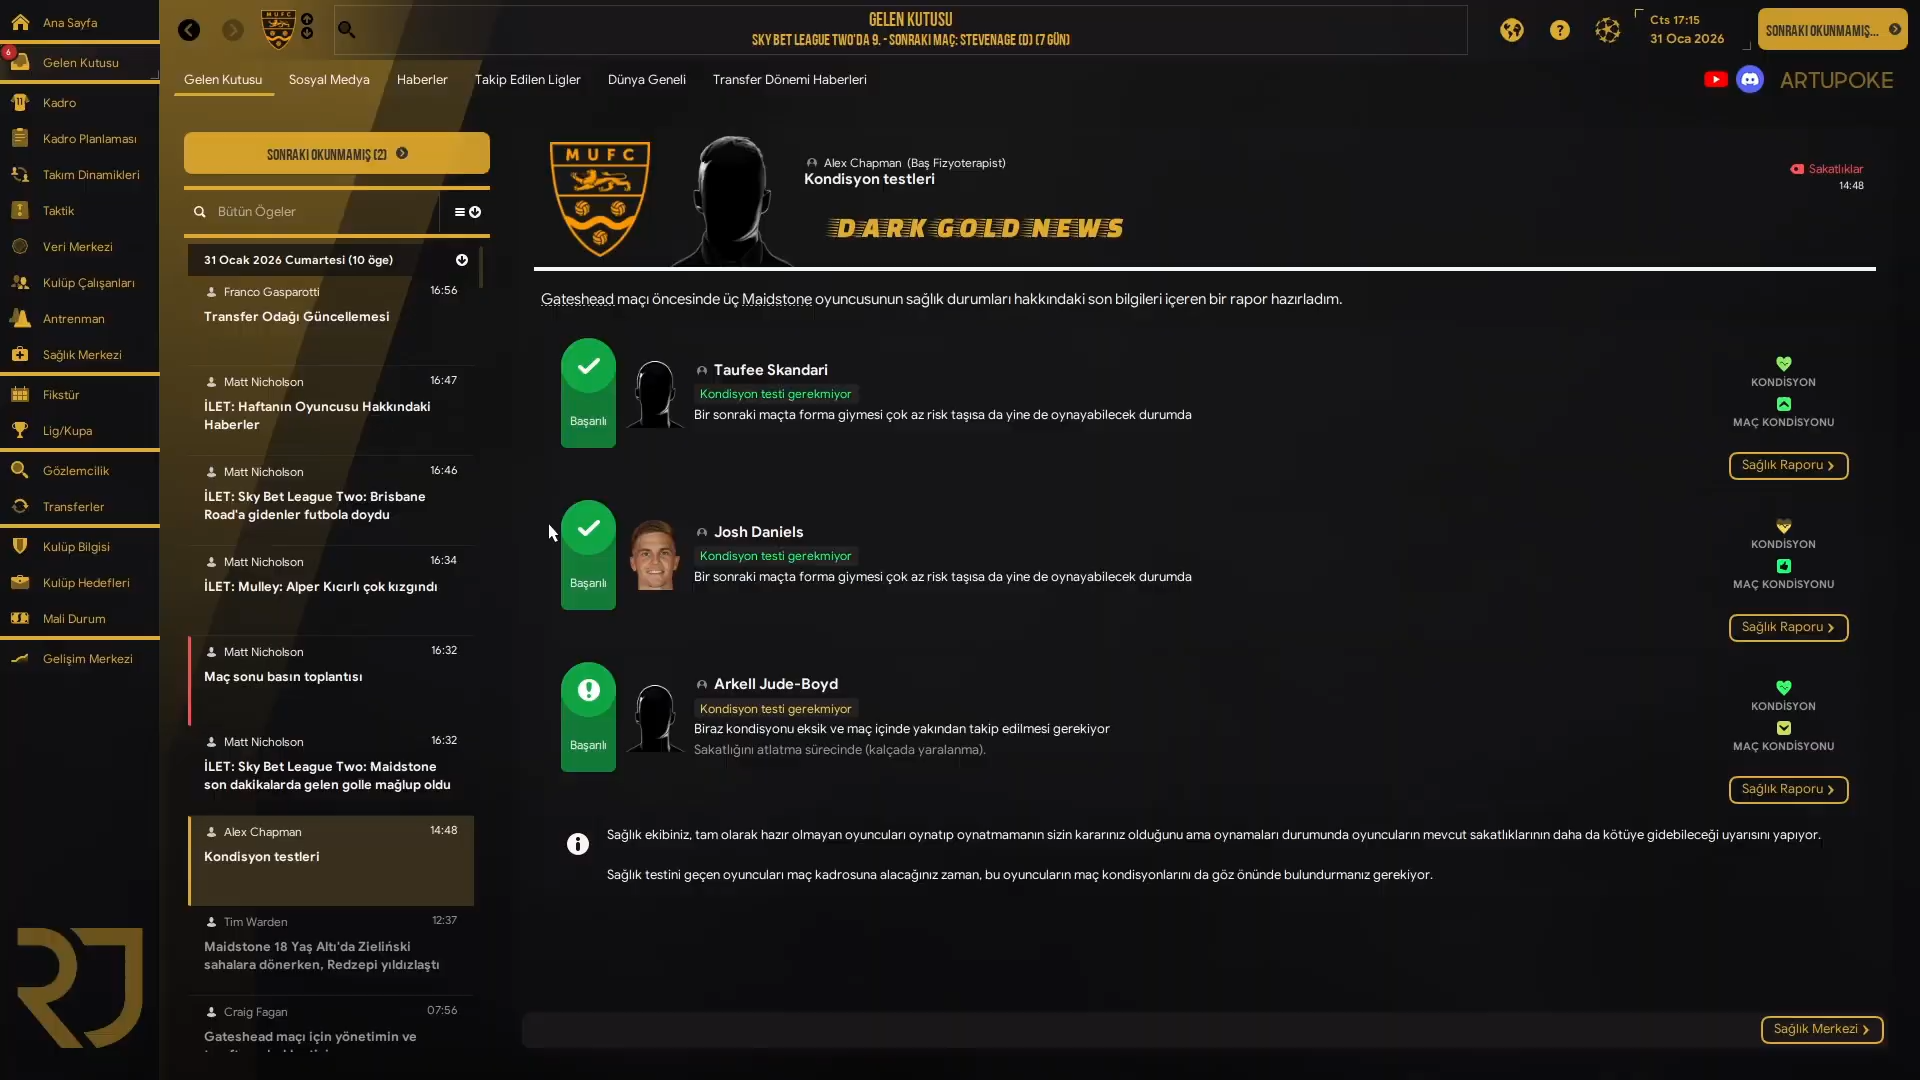 Ana Sayfa
6
Gelen Kutusu
Kadro
Kadro Planlaması
Takım Dinamikleri
Taktik
Veri Merkezi
Kulüp Çalışanları
Antrenman
Sağlık Merkezi
Fikstür
Lig/Kupa
Gözlemcilik
Transferler
Kulüp Bilgisi
Kulüp Hedefleri
Mali Durum
Gelişim Merkezi
RJ
MUFC
GELEN KUTUSU
SKY BET LEAGUE TWO'DA 9. - SONRAKİ MAÇ: STEVENAGE (D) (7 GÜN)
Cts 17:15
31 Oca 2026
SONRAKİ OKUNMAMIŞ...
Gelen Kutusu
Sosyal Medya
Haberler
Takip Edilen Ligler
Dünya Geneli
Transfer Dönemi Haberleri
ARTUPOKE
SONRAKİ OKUNMAMIŞ (2)
Bütün Ögeler
31 Ocak 2026 Cumartesi (10 öge)
Franco Gasparotti 16:56
Transfer Odağı Güncellemesi
Matt Nicholson 16:47
İLET: Haftanın Oyuncusu Hakkındaki
Haberler
Matt Nicholson 16:46
İLET: Sky Bet League Two: Brisbane
Road'a gidenler futbola doydu
Matt Nicholson 16:34
İLET: Mulley: Alper Kıcırlı çok kızgındı
Matt Nicholson 16:32
Maç sonu basın toplantısı
Matt Nicholson 16:32
İLET: Sky Bet League Two: Maidstone
son dakikalarda gelen golle mağlup oldu
Alex Chapman 14:48
Kondisyon testleri
Tim Warden 12:37
Maidstone 18 Yaş Altı'da Zieliński
sahalara dönerken, Redzepi yıldızlaştı
Craig Fagan 07:56
Gateshead maçı için yönetimin ve
MUFC
Alex Chapman (Baş Fizyoterapist)
Kondisyon testleri
DARK GOLD NEWS
Sakatlıklar
14:48
Gateshead maçı öncesinde üç Maidstone oyuncusunun sağlık durumları hakkındaki son bilgileri içeren bir rapor hazırladım.
Başarılı
Taufee Skandari
Kondisyon testi gerekmiyor
Bir sonraki maçta forma giymesi çok az risk taşısa da yine de oynayabilecek durumda
KONDİSYON
MAÇ KONDİSYONU
Sağlık Raporu
Başarılı
Josh Daniels
Kondisyon testi gerekmiyor
Bir sonraki maçta forma giymesi çok az risk taşısa da yine de oynayabilecek durumda
KONDİSYON
MAÇ KONDİSYONU
Sağlık Raporu
Başarılı
Arkell Jude-Boyd
Kondisyon testi gerekmiyor
Biraz kondisyonu eksik ve maç içinde yakından takip edilmesi gerekiyor
Sakatlığını atlatma sürecinde (kalçada yaralanma).
KONDİSYON
MAÇ KONDİSYONU
Sağlık Raporu
Sağlık ekibiniz, tam olarak hazır olmayan oyuncuları oynatıp oynatmamanın sizin kararınız olduğunu ama oynamaları durumunda oyuncuların mevcut sakatlıklarının daha da kötüye gidebileceği uyarısını yapıyor.
Sağlık testini geçen oyuncuları maç kadrosuna alacağınız zaman, bu oyuncuların maç kondisyonlarını da göz önünde bulundurmanız gerekiyor.
Sağlık Merkezi